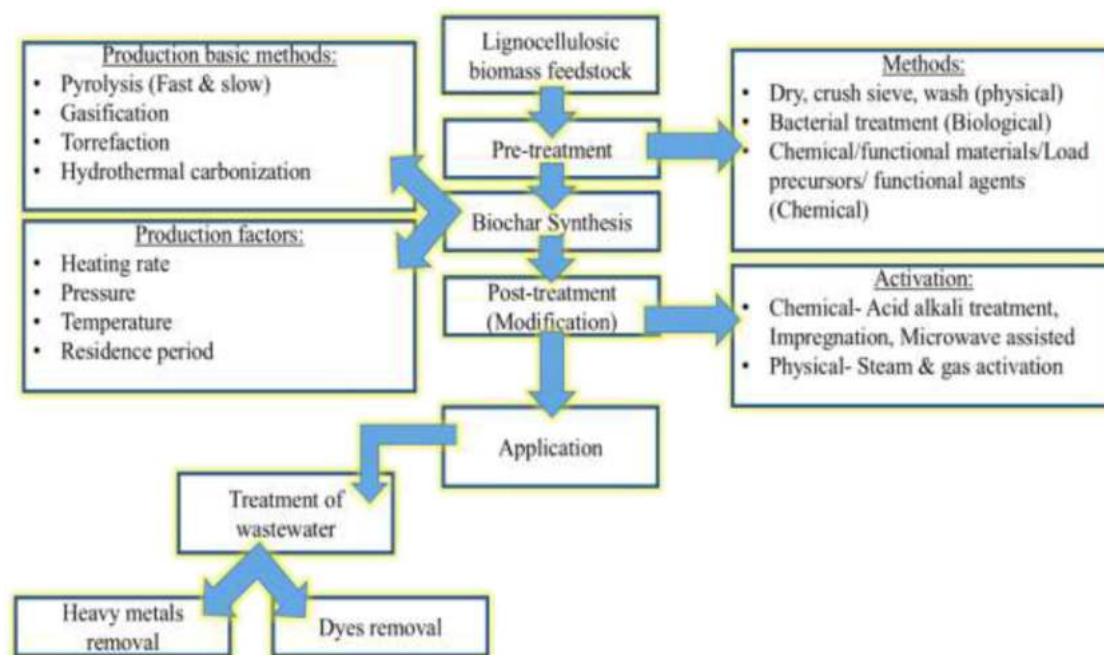 Production basic methods:
• Pyrolysis (Fast & slow)
• Gasification
• Torrefaction
• Hydrothermal carbonization
Production factors:
• Heating rate
• Pressure
• Temperature
• Residence period
Lignocellulosic
biomass feedstock
Pre-treatment
Biochar Synthesis
Post-treatment
(Modification)
Application
Methods:
• Dry, crush sieve, wash (physical)
• Bacterial treatment (Biological)
• Chemical/functional materials/Load
precursors/ functional agents
(Chemical)
Activation:
• Chemical- Acid alkali treatment,
Impregnation, Microwave assisted
• Physical- Steam & gas activation
Treatment of
wastewater
Heavy metals
removal
Dyes removal